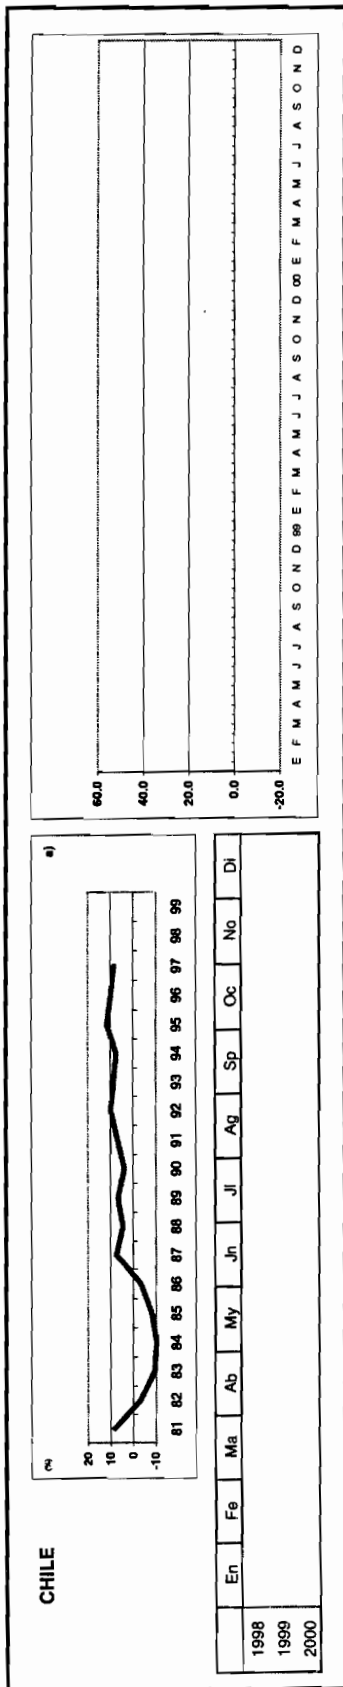 CHILE
(%)
a)
20
10
0
-10
81 82 83 84 85 86 87 88 89 90 91 92 93 94 95 96 97 98 99
En Fe Ma Ab My Jn Jl Ag Sp Oc No Di
1998
1999
2000
60.0
40.0
20.0
0.0
-20.0
E F M A M J J A S O N D 99 E F M A M J J A S O N D 00 E F M A M J J A S O N D